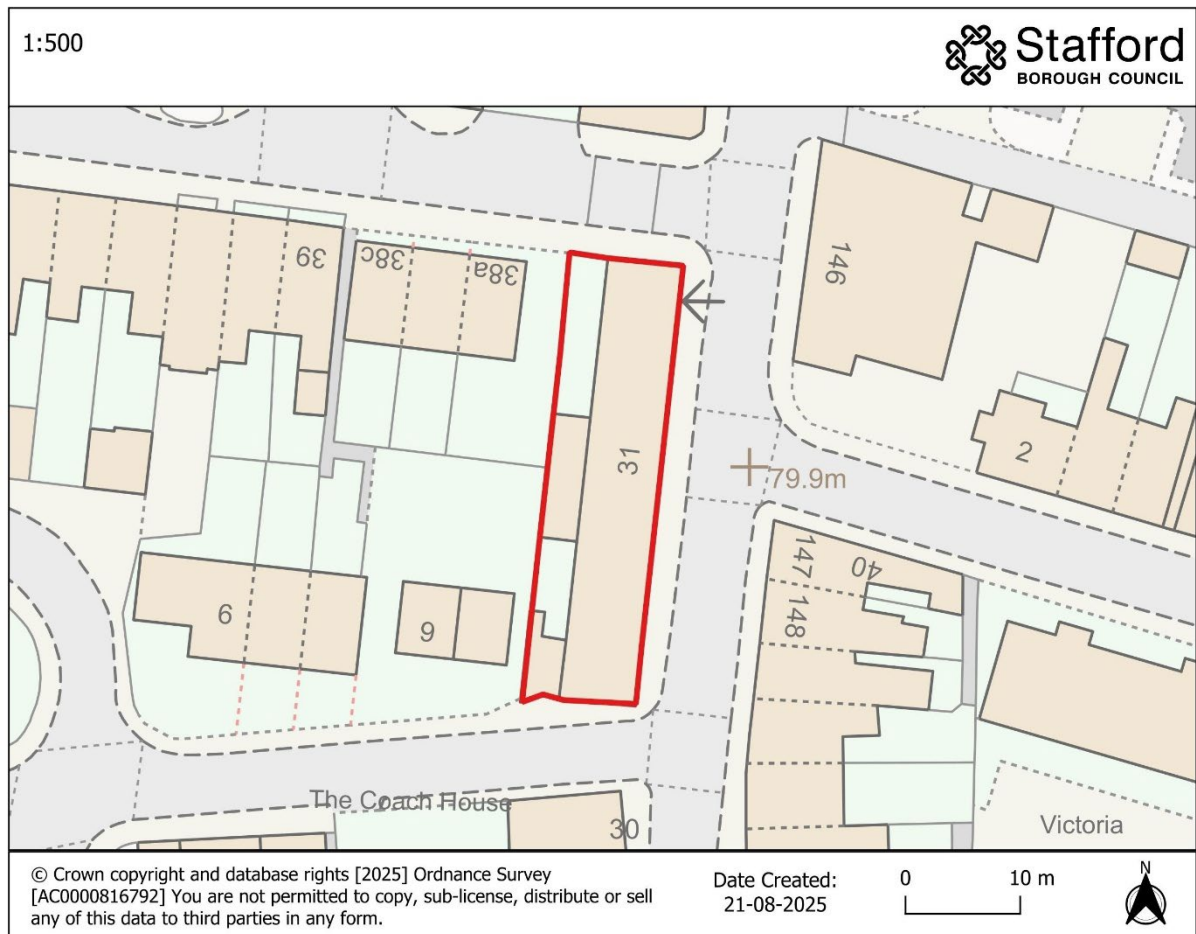 1:500
Stafford
BOROUGH COUNCIL
39
38c
38a
146
31
2
79.9m
147
40
148
9
9
The Coach House
30
Victoria
© Crown copyright and database rights [2025] Ordnance Survey
[AC0000816792] You are not permitted to copy, sub-license, distribute or sell
any of this data to third parties in any form.
Date Created:
21-08-2025
0 10 m
N